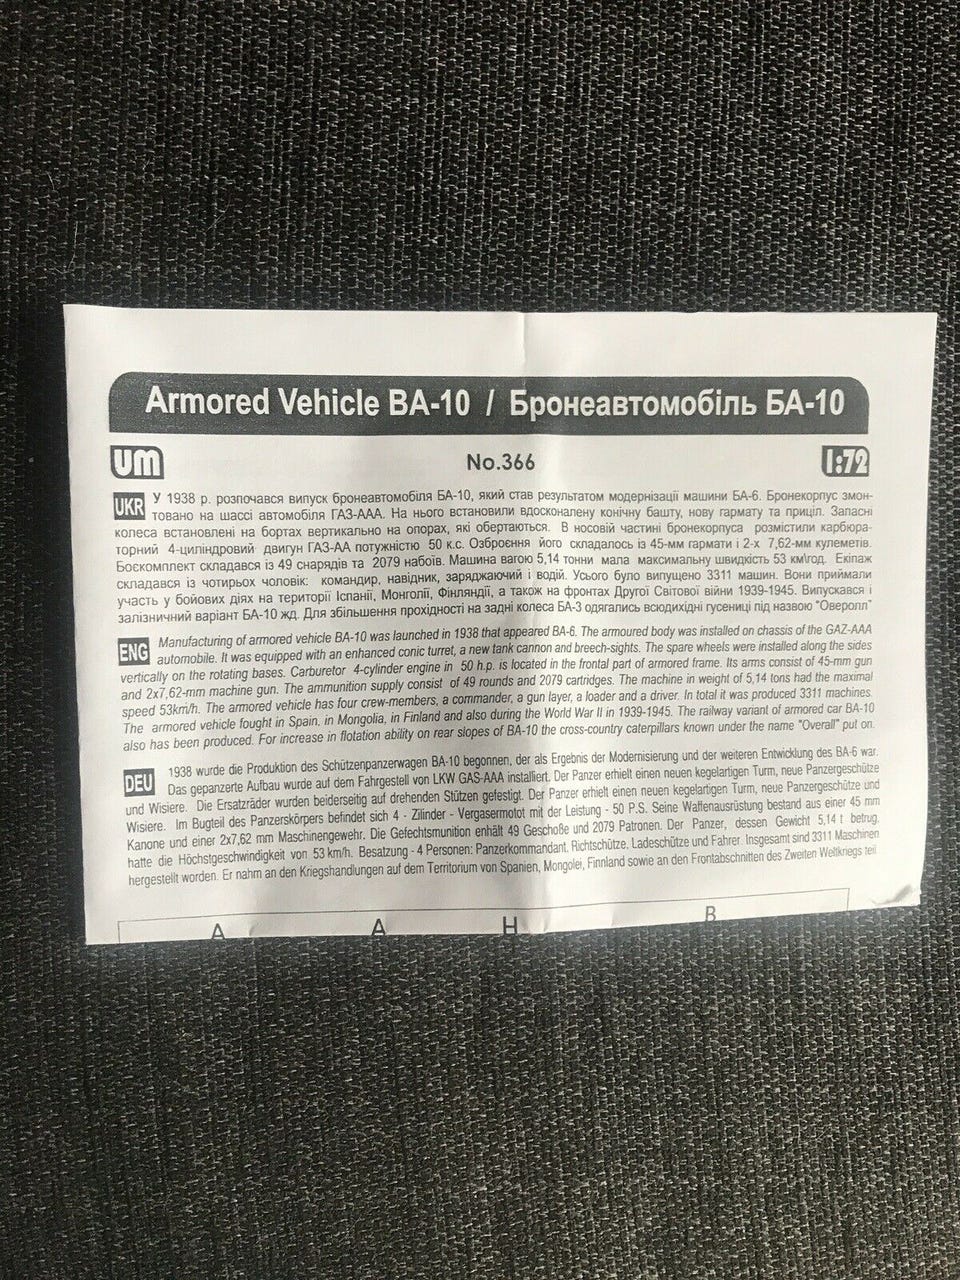 Armored Vehicle BA-10 / Бронеавтомобіль БА-10
um No.366 1:72
UKR У 1938 р. розпочався випуск бронеавтомобіля БА-10, який став результатом модернізації машини БА-6. Бронекорпус змон-
товано на шассі автомобіля ГАЗ-ААА. На нього встановили вдосконалену конічну башту, нову гармату та приціл. Запасні
колеса встановлені на бортах вертикально на опорах, які обертаються. В носовій частині бронекорпуса розмістили карбюра-
торний 4-циліндровий двигун ГАЗ-АА потужністю 50 к.с. Озброєння його складалось із 45-мм гармати і 2-х 7,62-мм кулеметів.
Боєкомплект складався із 49 снарядів та 2079 набоїв. Машина вагою 5,14 тонни мала максимальну швидкість 53 км\год. Екіпаж
складався із чотирьох чоловік: командир, навідник, заряджаючий і водій. Усього було випущено 3311 машин. Вони приймали
участь у бойових діях на території Іспанії, Монголії, Фінляндії, а також на фронтах Другої Світової війни 1939-1945. Випускався і
залізничний варіант БА-10 жд. Для збільшення прохідності на задні колеса БА-3 одягались всюдихідні гусениці під назвою "Оверолл"
ENG Manufacturing of armored vehicle BA-10 was launched in 1938 that appeared BA-6. The armoured body was installed on chassis of the GAZ-AAA
automobile. It was equipped with an enhanced conic turret, a new tank cannon and breech-sights. The spare wheels were installed along the sides
vertically on the rotating bases. Carburetor 4-cylinder engine in 50 h.p. is located in the frontal part of armored frame. Its arms consist of 45-mm gun
and 2x7,62-mm machine gun. The ammunition supply consist of 49 rounds and 2079 cartridges. The machine in weight of 5,14 tons had the maximal
speed 53km/h. The armored vehicle has four crew-members, a commander, a gun layer, a loader and a driver. In total it was produced 3311 machines.
The armored vehicle fought in Spain, in Mongolia, in Finland and also during the World War II in 1939-1945. The railway variant of armored car BA-10
also has been produced. For increase in flotation ability on rear slopes of BA-10 the cross-country caterpillars known under the name "Overall" put on.
DEU 1938 wurde die Produktion des Schützenpanzerwagen BA-10 begonnen, der als Ergebnis der Modernisierung und der weiteren Entwicklung des BA-6 war.
Das gepanzerte Aufbau wurde auf dem Fahrgestell von LKW GAS-AAA installiert. Der Panzer erhielt einen neuen kegelartigen Turm, neue Panzergeschütze
und Wisiere. Die Ersatzräder wurden beiderseitig auf drehenden Stützen gefestigt. Der Panzer erhielt einen neuen kegelartigen Turm, neue Panzergeschütze und
Wisiere. Im Bugteil des Panzerskörpers befindet sich 4 - Zilinder - Vergasermotot mit der Leistung - 50 P.S. Seine Waffenausrüstung bestand aus einer 45 mm
Kanone und einer 2x7,62 mm Maschinengewehr. Die Gefechtsmunition enhält 49 Geschoße und 2079 Patronen. Der Panzer, dessen Gewicht 5,14 t betrug,
hatte die Höchstgeschwindigkeit von 53 km/h. Besatzung - 4 Personen: Panzerkommandant, Richtschütze, Ladeschütze und Fahrer. Insgesamt sind 3311 Maschinen
hergestellt worden. Er nahm an den Kriegshandlungen auf dem Territorium von Spanien, Mongolei, Finnland sowie an den Frontabschnitten des Zweiten Weltkriegs teil
A A H B